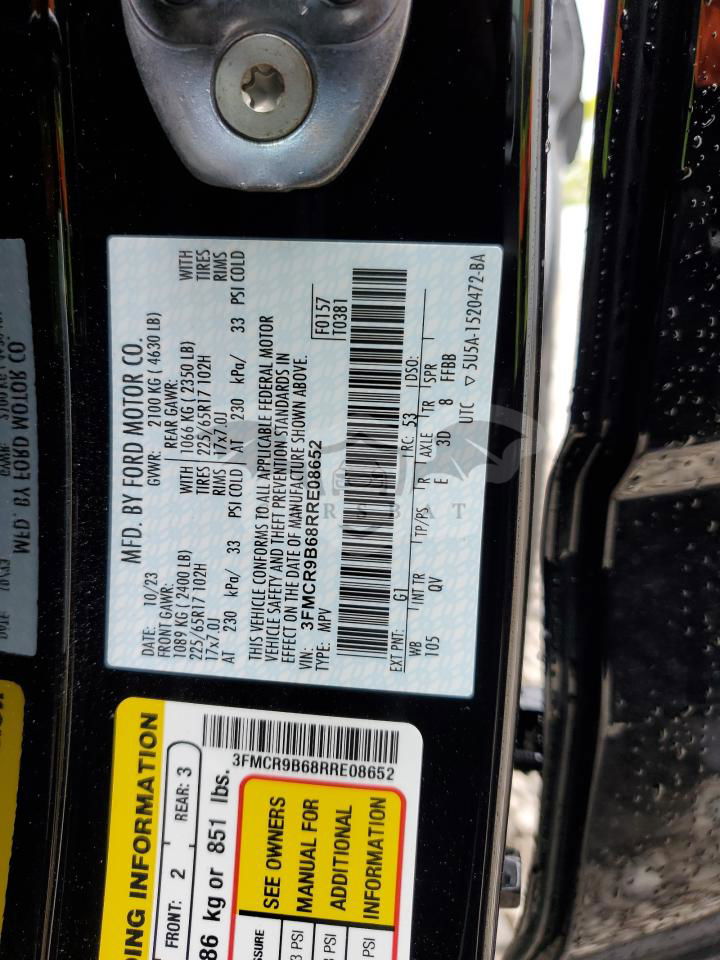 MFD. BY FORD MOTOR CO.
DATE: 10/23 GVWR: 2100 KG ( 4630 LB)
FRONT GAWR: REAR GAWR:
1089 KG ( 2400 LB) WITH 1066 KG ( 2350 LB) WITH
225/65R17 102H TIRES 225/65R17 102H TIRES
17x7.0J RIMS 17x7.0J RIMS
AT 230 kPa/ 33 PSI COLD AT 230 kPa/ 33 PSI COLD
THIS VEHICLE CONFORMS TO ALL APPLICABLE FEDERAL MOTOR
VEHICLE SAFETY AND THEFT PREVENTION STANDARDS IN
EFFECT ON THE DATE OF MANUFACTURE SHOWN ABOVE.
VIN: 3FMCR9B68RRE08652 F0157
TYPE: MPV T0381
EXT PNT: G1 RC: 53 DSO:
WB INT TR TP/PS R AXLE TR SPR
105 QV E 3D 8 FFBB
UTC ▽ 5U5A-1520472-BA
DING INFORMATION
FRONT: 2 REAR: 3
86 kg or 851 lbs.
3FMCR9B68RRE08652
SEE OWNERS
MANUAL FOR
ADDITIONAL
INFORMATION
PSI
PSI
PSI
MFD. BY FORD MOTOR CO